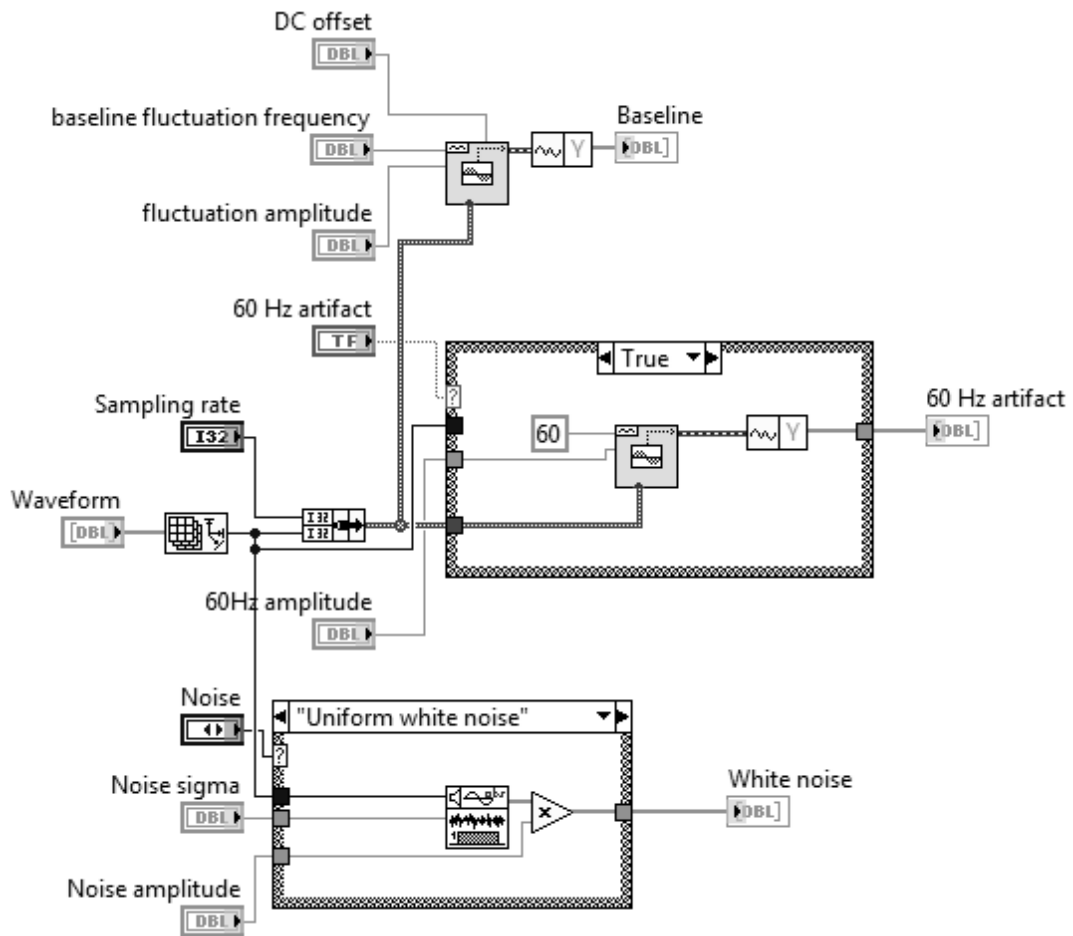 DC offset
DBL
baseline fluctuation frequency
DBL
Baseline
Y
[DBL]
fluctuation amplitude
DBL
60 Hz artifact
TF
True
Sampling rate
I32
60 Hz artifact
60
Y
[DBL]
?
Waveform
[DBL]
I32
I32
60Hz amplitude
DBL
Noise
"Uniform white noise"
?
Noise sigma
DBL
White noise
x
[DBL]
1
Noise amplitude
DBL